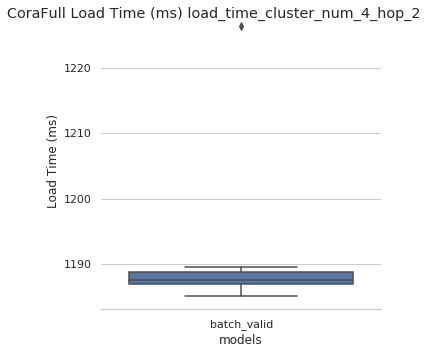 CoraFull Load Time (ms) load_time_cluster_num_4_hop_2
1220
1210
1200
1190
Load Time (ms)
batch_valid
models